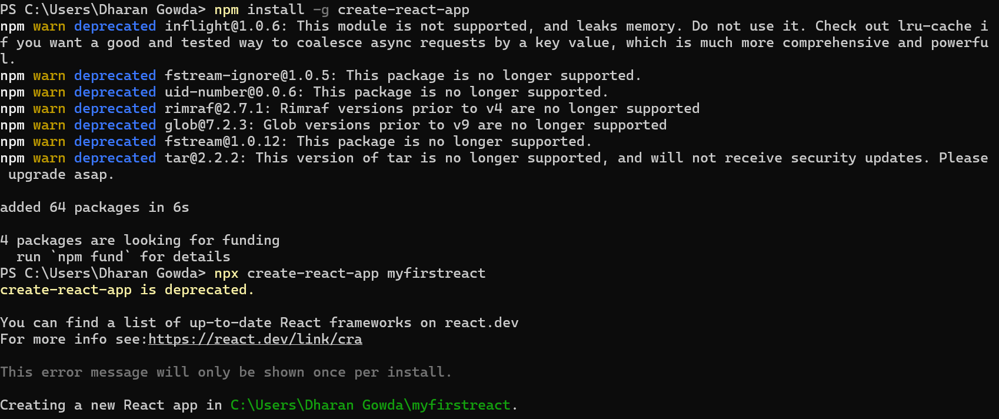 PS C:\Users\Dharan Gowda> npm install -g create-react-app
npm warn deprecated inflight@1.0.6: This module is not supported, and leaks memory. Do not use it. Check out lru-cache i
f you want a good and tested way to coalesce async requests by a key value, which is much more comprehensive and powerfu
l.
npm warn deprecated fstream-ignore@1.0.5: This package is no longer supported.
npm warn deprecated uid-number@0.0.6: This package is no longer supported.
npm warn deprecated rimraf@2.7.1: Rimraf versions prior to v4 are no longer supported
npm warn deprecated glob@7.2.3: Glob versions prior to v9 are no longer supported
npm warn deprecated fstream@1.0.12: This package is no longer supported.
npm warn deprecated tar@2.2.2: This version of tar is no longer supported, and will not receive security updates. Please
 upgrade asap.
added 64 packages in 6s
4 packages are looking for funding
  run `npm fund` for details
PS C:\Users\Dharan Gowda> npx create-react-app myfirstreact
create-react-app is deprecated.
You can find a list of up-to-date React frameworks on react.dev
For more info see:https://react.dev/link/cra
This error message will only be shown once per install.
Creating a new React app in C:\Users\Dharan Gowda\myfirstreact.